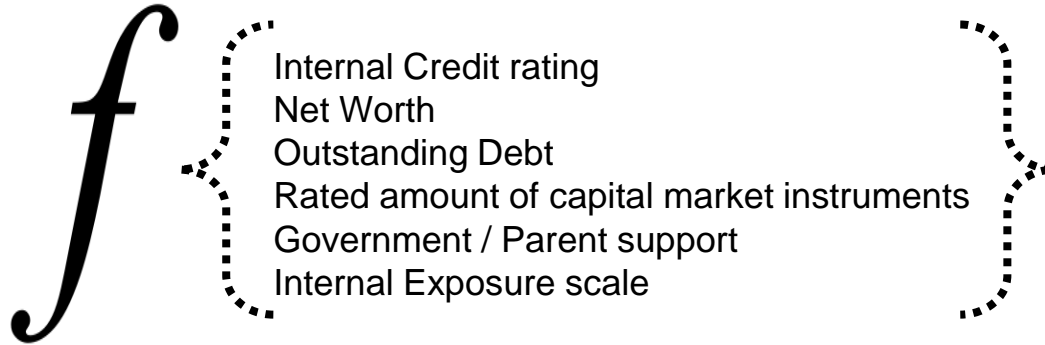 f
Internal Credit rating
Net Worth
Outstanding Debt
Rated amount of capital market instruments
Government / Parent support
Internal Exposure scale